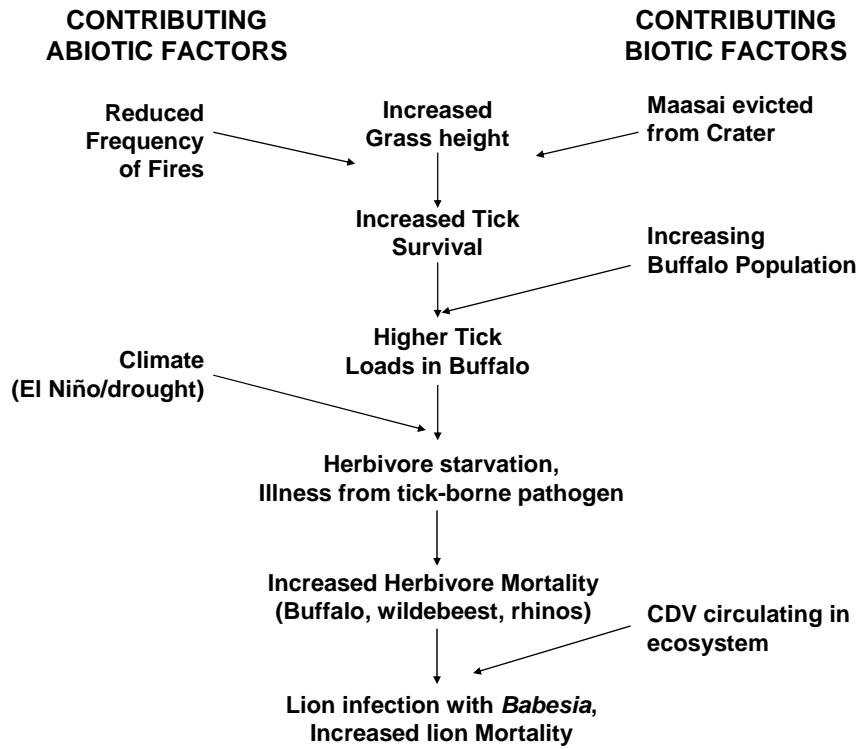 CONTRIBUTING
ABIOTIC FACTORS
CONTRIBUTING
BIOTIC FACTORS
Reduced
Frequency
of Fires
Increased
Grass height
Maasai evicted
from Crater
Increased Tick
Survival
Increasing
Buffalo Population
Higher Tick
Loads in Buffalo
Climate
(El Niño/drought)
Herbivore starvation,
Illness from tick-borne pathogen
Increased Herbivore Mortality
(Buffalo, wildebeest, rhinos)
CDV circulating in
ecosystem
Lion infection with Babesia,
Increased lion Mortality